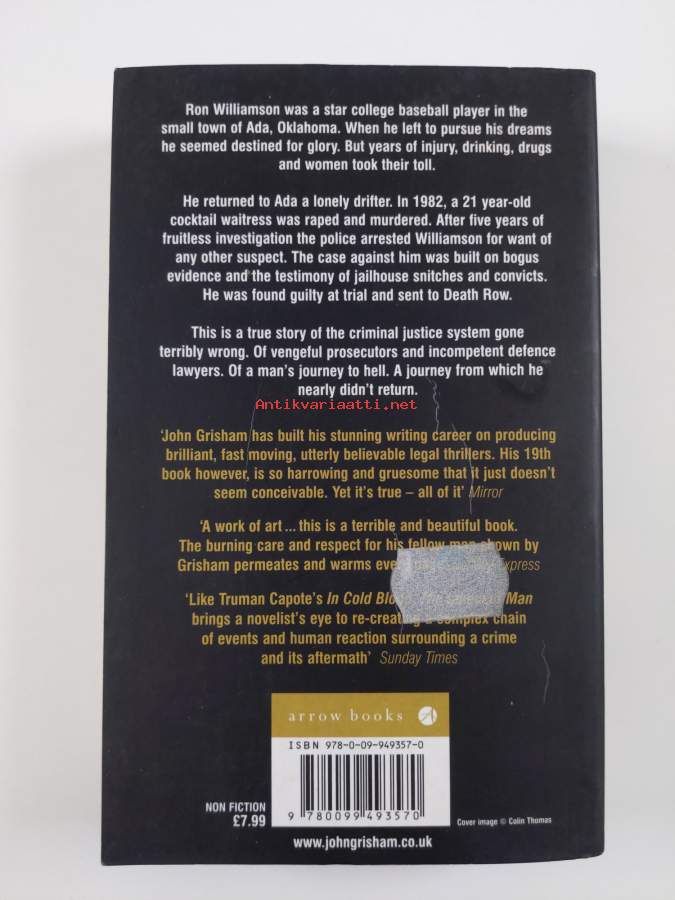 Ron Williamson was a star college baseball player in the
small town of Ada, Oklahoma. When he left to pursue his dreams
he seemed destined for glory. But years of injury, drinking, drugs
and women took their toll.
He returned to Ada a lonely drifter. In 1982, a 21 year-old
cocktail waitress was raped and murdered. After five years of
fruitless investigation the police arrested Williamson for want of
any other suspect. The case against him was built on bogus
evidence and the testimony of jailhouse snitches and convicts.
He was found guilty at trial and sent to Death Row.
This is a true story of the criminal justice system gone
terribly wrong. Of vengeful prosecutors and incompetent defence
lawyers. Of a man's journey to hell. A journey from which he
nearly didn't return.
Antikvariaatti.net
‘John Grisham has built his stunning writing career on producing
brilliant, fast moving, utterly believable legal thrillers. His 19th
book however, is so harrowing and gruesome that it just doesn't
seem conceivable. Yet it's true – all of it’ Mirror
‘A work of art ... this is a terrible and beautiful book.
The burning care and respect for his fellow man shown by
Grisham permeates and warms every Express
‘Like Truman Capote's In Cold Man
brings a novelist's eye to re-creating a complex chain
of events and human reaction surrounding a crime
and its aftermath’ Sunday Times
arrow books
ISBN 978-0-09-949357-0
9 780099 493570
NON FICTION
£7.99
Cover image © Colin Thomas
www.johngrisham.co.uk